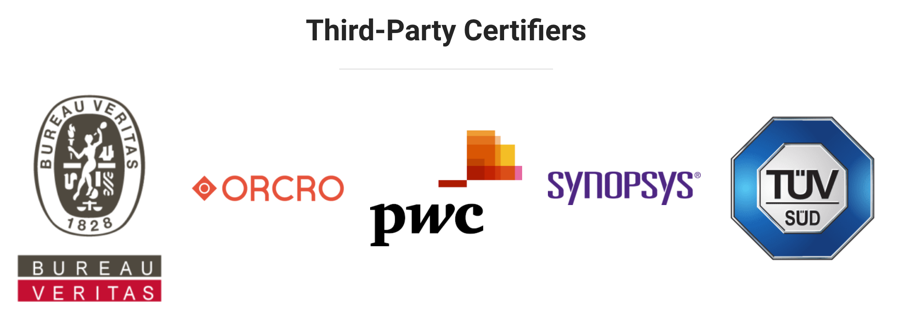 Third-Party Certifiers
BUREAU VERITAS
1828
BUREAU
VERITAS
ORCRO
pwc
SYNOPSYS®
TÜV
SÜD